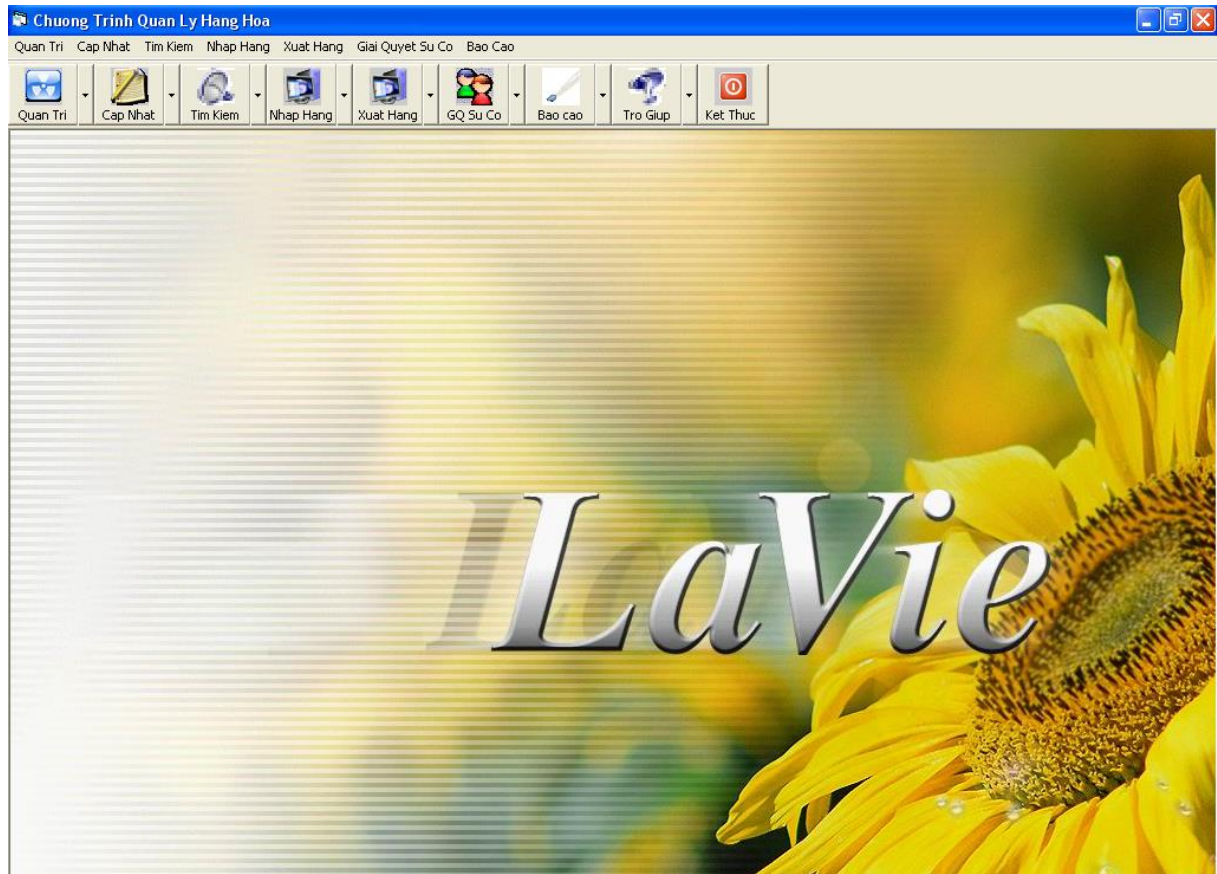 Chuong Trinh Quan Ly Hang Hoa
Quan Tri Cap Nhat Tim Kiem Nhap Hang Xuat Hang Giai Quyet Su Co Bao Cao
Quan Tri Cap Nhat Tim Kiem Nhap Hang Xuat Hang GQ Su Co Bao cao Tro Giup Ket Thuc
LaVie